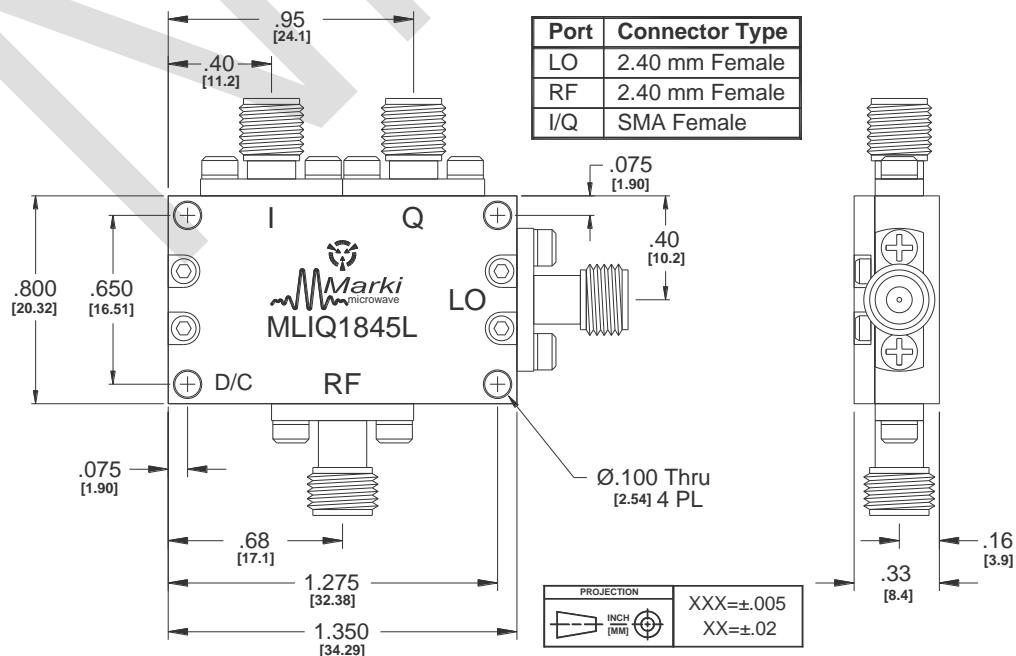 .95
[24.1]
.40
[11.2]
Port Connector Type
LO 2.40 mm Female
RF 2.40 mm Female
I/Q SMA Female
.075
[1.90]
I Q
.40
[10.2]
.800
[20.32]
.650
[16.51]
Marki
microwave
LO
MLIQ1845L
D/C RF
.075
[1.90]
Ø.100 Thru
[2.54] 4 PL
.68
[17.1]
.16
[3.9]
.33
[8.4]
1.275
[32.38]
1.350
[34.29]
PROJECTION
INCH
[MM]
XXX=±.005
XX=±.02